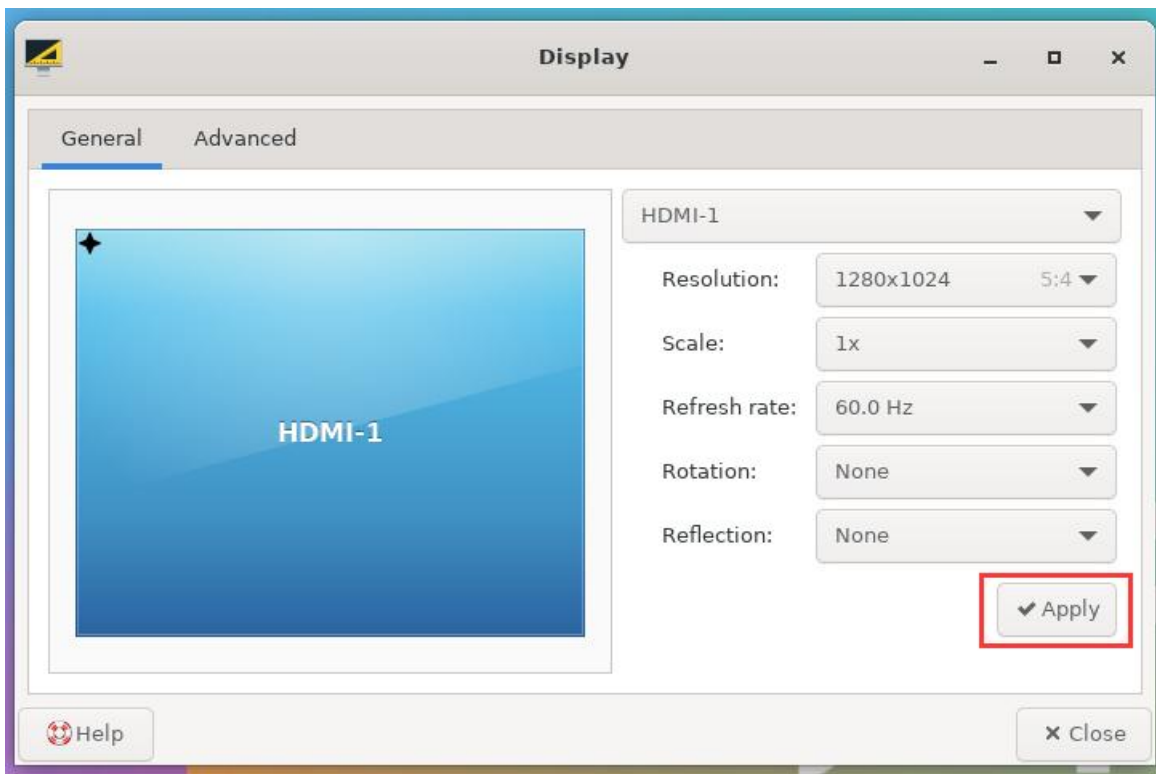 Display
General Advanced
HDMI-1
HDMI-1
Resolution: 1280x1024 5:4
Scale: 1x
Refresh rate: 60.0 Hz
Rotation: None
Reflection: None
Apply
Help Close